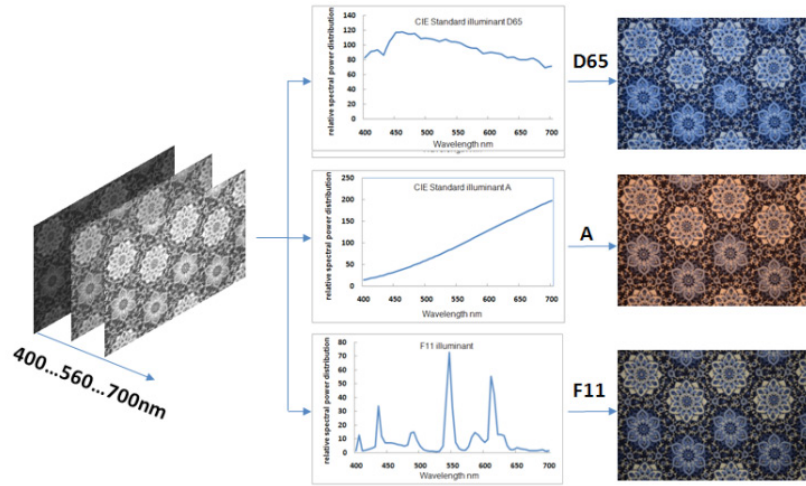 400...560...700nm
CIE Standard illuminant D65
relative spectral power distribution
140
120
100
80
60
40
20
0
400 450 500 550 600 650 700
Wavelength nm
D65
CIE Standard illuminant A
relative spectral power distribution
250
200
150
100
50
0
400 500 600 700
Wavelength nm
A
F11 illuminant
relative spectral power distribution
80
70
60
50
40
30
20
10
0
400 450 500 550 600 650 700
Wavelength nm
F11